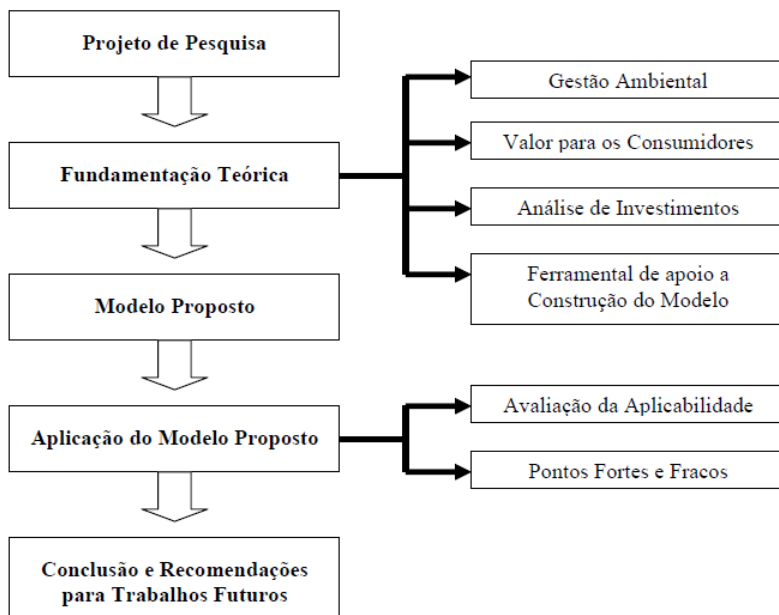 Projeto de Pesquisa
Fundamentação Teórica
Gestão Ambiental
Valor para os Consumidores
Análise de Investimentos
Ferramental de apoio a
Construção do Modelo
Modelo Proposto
Aplicação do Modelo Proposto
Avaliação da Aplicabilidade
Pontos Fortes e Fracos
Conclusão e Recomendações
para Trabalhos Futuros